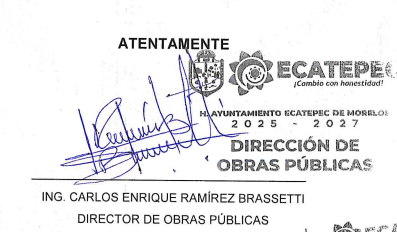 ATENTAMENTE
ECATEPEC
¡Cambio con honestidad!
H. AYUNTAMIENTO ECATEPEC DE MORELOS
2025 - 2027
DIRECCIÓN DE
OBRAS PÚBLICAS
ING. CARLOS ENRIQUE RAMÍREZ BRASSETTI
DIRECTOR DE OBRAS PÚBLICAS